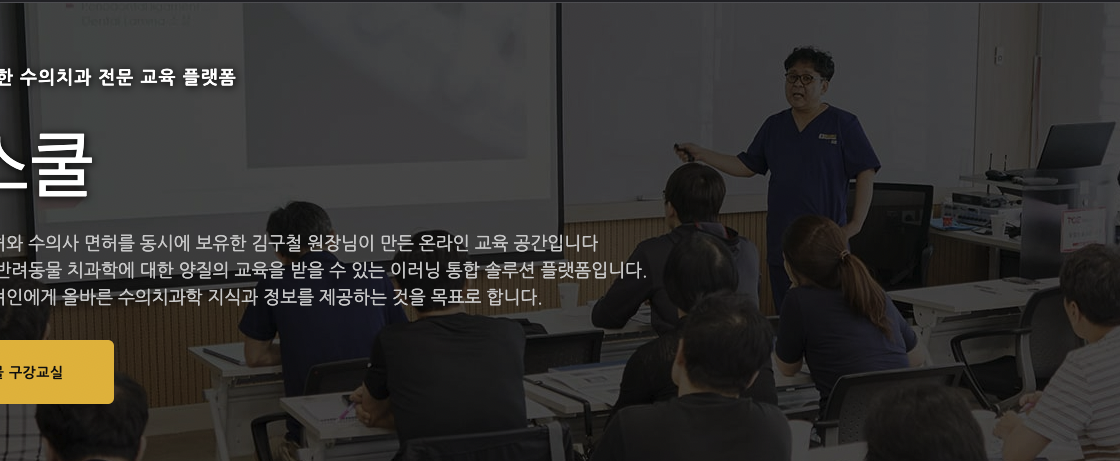 한 수의치과 전문 교육 플랫폼
스쿨
와 수의사 면허를 동시에 보유한 김구철 원장님이 만든 온라인 교육 공간입니다
반려동물 치과학에 대한 양질의 교육을 받을 수 있는 이러닝 통합 솔루션 플랫폼입니다.
인에게 올바른 수의치과학 지식과 정보를 제공하는 것을 목표로 합니다.
구강교실